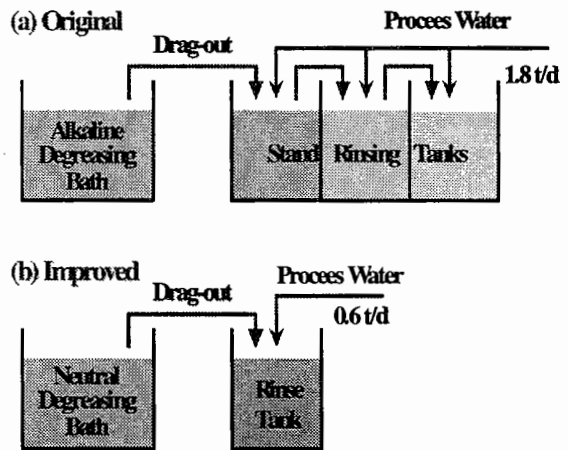 (a) Original
Procees Water
Drag-out
1.8 t/d
Alkaline
Degreasing
Bath
Stand Rinsing Tanks
(b) Improved
Procees Water
Drag-out
0.6 t/d
Neutral
Degreasing
Bath
Rinse
Tank